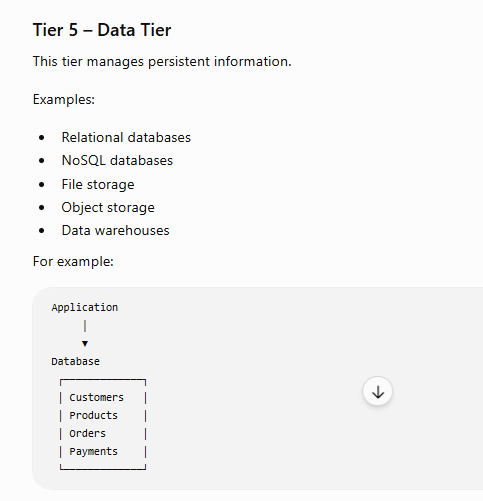 Tier 5 – Data Tier
This tier manages persistent information.
Examples:
• Relational databases
• NoSQL databases
• File storage
• Object storage
• Data warehouses
For example:
Application
│
▼
Database
┌─────────────┐
│ Customers   │
│ Products    │
│ Orders      │
│ Payments    │
└─────────────┘